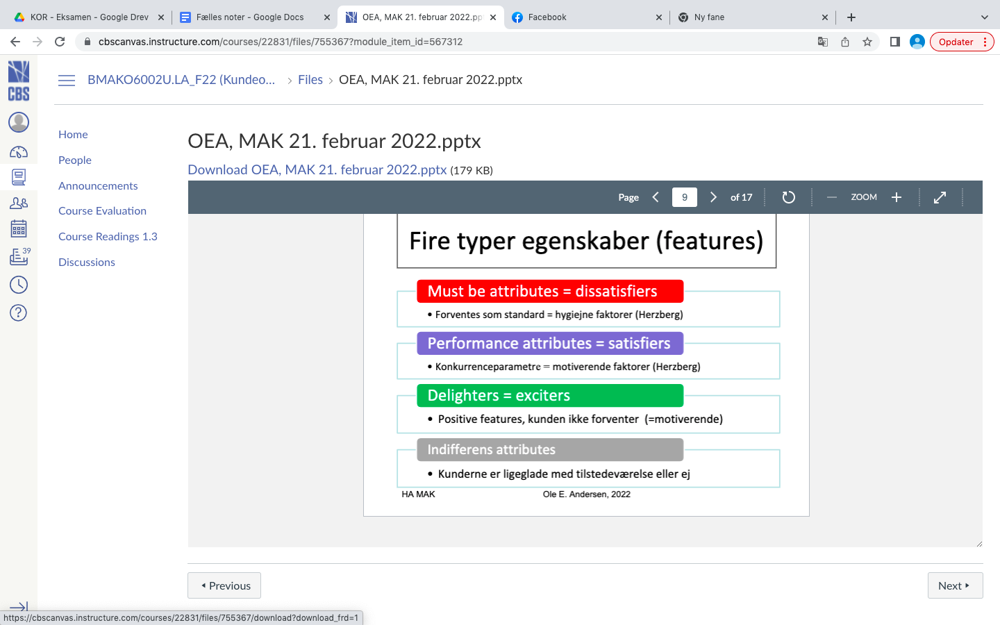 KOR - Eksamen - Google Drev
Fælles noter - Google Docs
OEA, MAK 21. februar 2022.pp
Facebook
Ny fane
cbscanvas.instructure.com/courses/22831/files/755367?module_item_id=567312
Opdater
CBS
BMAKO6002U.LA_F22 (Kundeo...
Files
OEA, MAK 21. februar 2022.pptx
Home
People
Announcements
Course Evaluation
Course Readings 1.3
Discussions
39
OEA, MAK 21. februar 2022.pptx
Download OEA, MAK 21. februar 2022.pptx (179 KB)
Page 9 of 17 ZOOM
Fire typer egenskaber (features)
Must be attributes = dissatisfiers
• Forventes som standard = hygiejne faktorer (Herzberg)
Performance attributes = satisfiers
• Konkurrenceparametre = motiverende faktorer (Herzberg)
Delighters = exciters
• Positive features, kunden ikke forventer (=motiverende)
Indifferens attributes
• Kunderne er ligeglade med tilstedeværelse eller ej
HA MAK
Ole E. Andersen, 2022
Previous
Next
https://cbscanvas.instructure.com/courses/22831/files/755367/download?download_frd=1